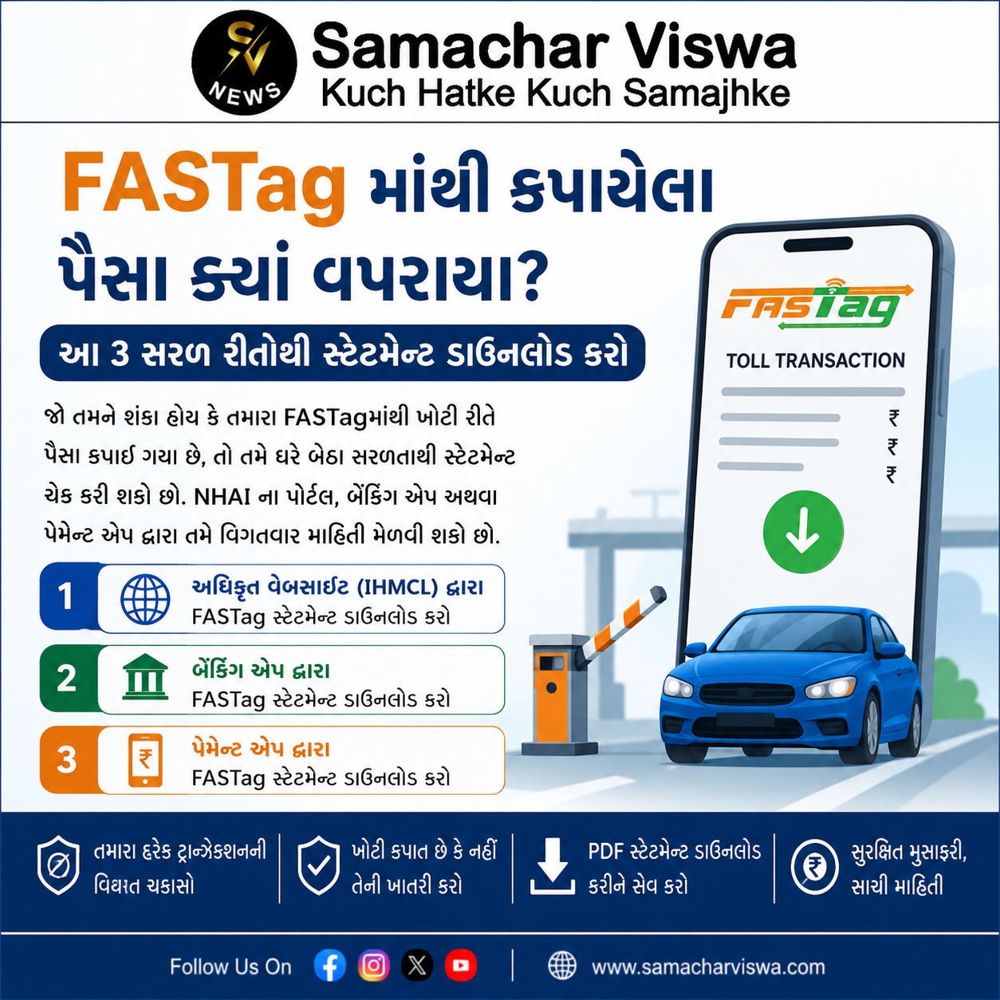 SV
NEWS
Samachar Viswa
Kuch Hatke Kuch Samajhke
FASTag માંથી કપાયેલા
પૈસા ક્યાં વપરાયા?
આ 3 સરળ રીતોથી સ્ટેટમેન્ટ ડાઉનલોડ કરો
જો તમને શંકા હોય કે તમારા FASTagમાંથી ખોટી રીતે
પૈસા કપાઈ ગયા છે, તો તમે ઘરે બેઠા સરળતાથી સ્ટેટમેન્ટ
ચેક કરી શકો છો. NHAI ના પોર્ટલ, બેંકિંગ એપ અથવા
પેમેન્ટ એપ દ્વારા તમે વિગતવાર માહિતી મેળવી શકો છો.
1
અધિકૃત વેબસાઈટ (IHMCL) દ્વારા
FASTag સ્ટેટમેન્ટ ડાઉનલોડ કરો
2
બેંકિંગ એપ દ્વારા
FASTag સ્ટેટમેન્ટ ડાઉનલોડ કરો
3
₹
પેમેન્ટ એપ દ્વારા
FASTag સ્ટેટમેન્ટ ડાઉનલોડ કરો
FASTag
TOLL TRANSACTION
₹
₹
₹
તમારા દરેક ટ્રાન્ઝેકશનની
ચકાસો
ખોટી કપાત છે કે નહીં
તેની ખાતરી કરો
PDF સ્ટેટમેન્ટ ડાઉનલોડ
કરીને સેવ કરો
₹
સુરક્ષિત મુસાફરી,
સાચી માહિતી
Follow Us On
www.samacharviswa.com